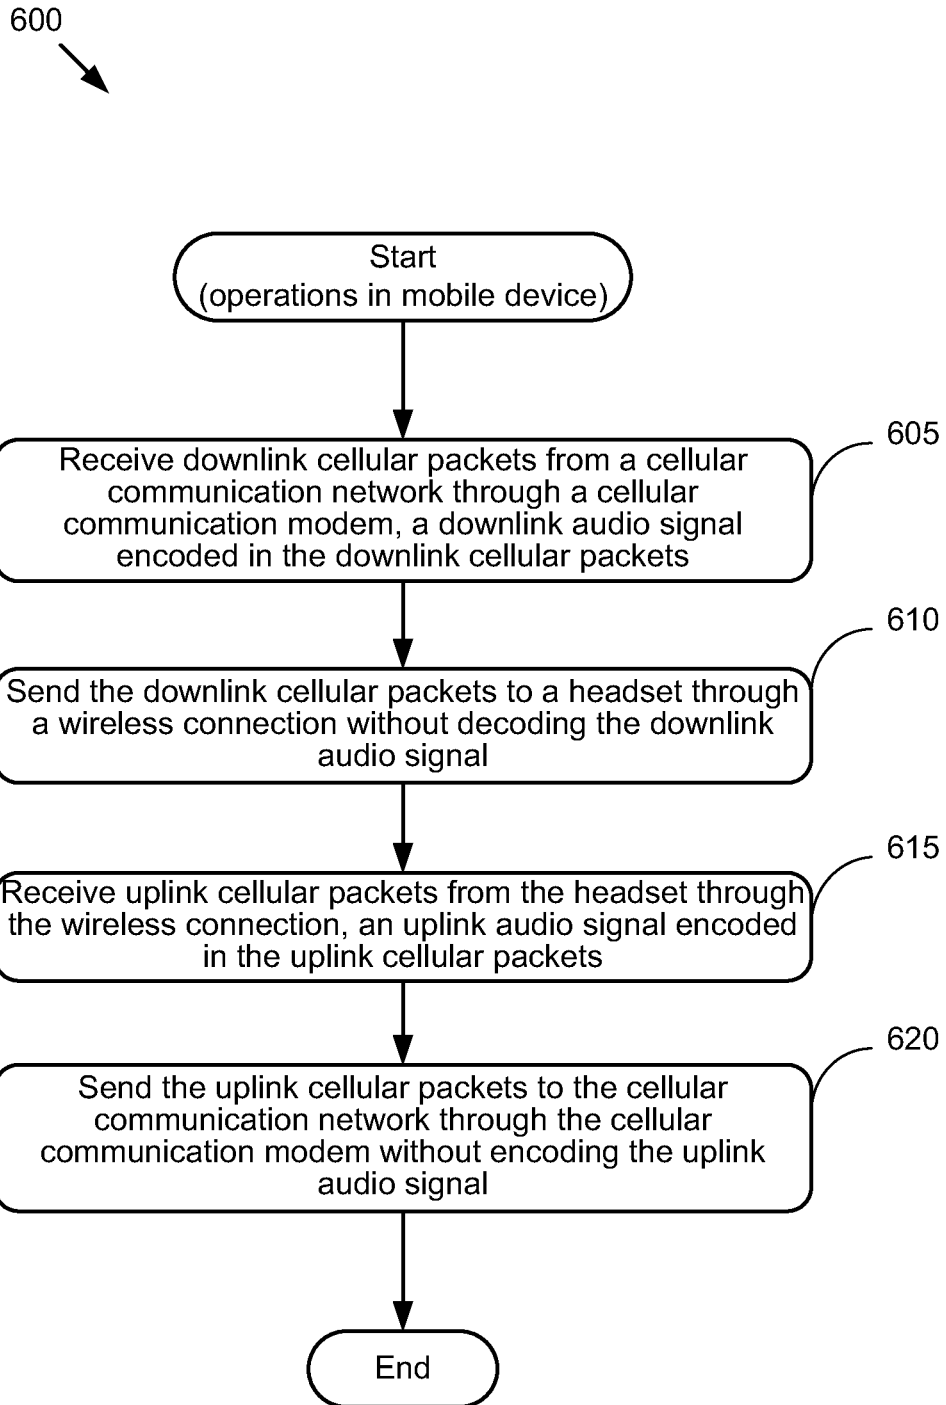 600
Start
(operations in mobile device)
605
Receive downlink cellular packets from a cellular
communication network through a cellular
communication modem, a downlink audio signal
encoded in the downlink cellular packets
610
Send the downlink cellular packets to a headset through
a wireless connection without decoding the downlink
audio signal
615
Receive uplink cellular packets from the headset through
the wireless connection, an uplink audio signal encoded
in the uplink cellular packets
620
Send the uplink cellular packets to the cellular
communication network through the cellular
communication modem without encoding the uplink
audio signal
End